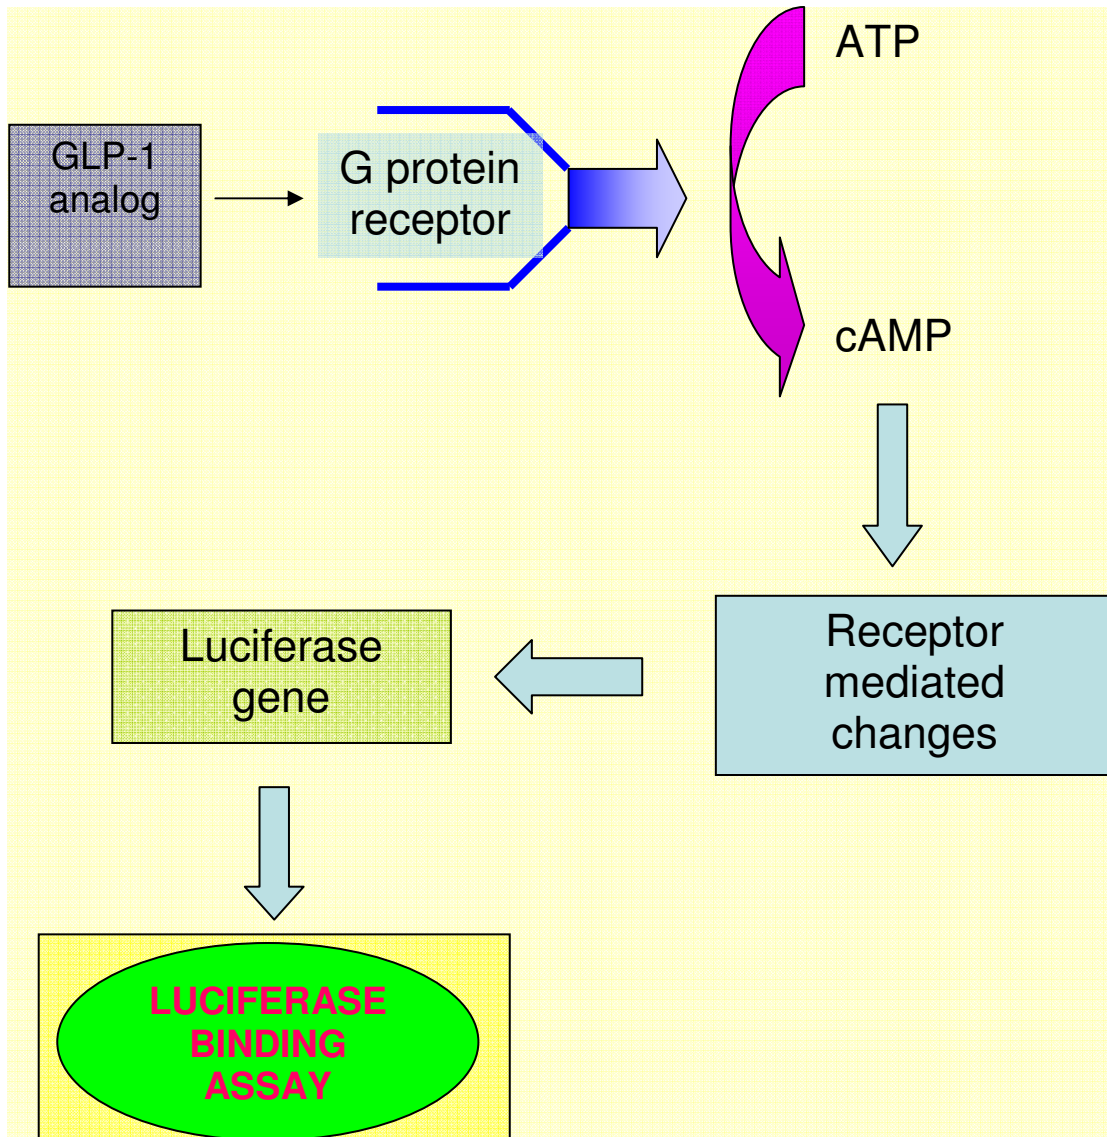 GLP-1
analog
G protein
receptor
ATP
cAMP
Receptor
mediated
changes
Luciferase
gene
LUCIFERASE
BINDING
ASSAY